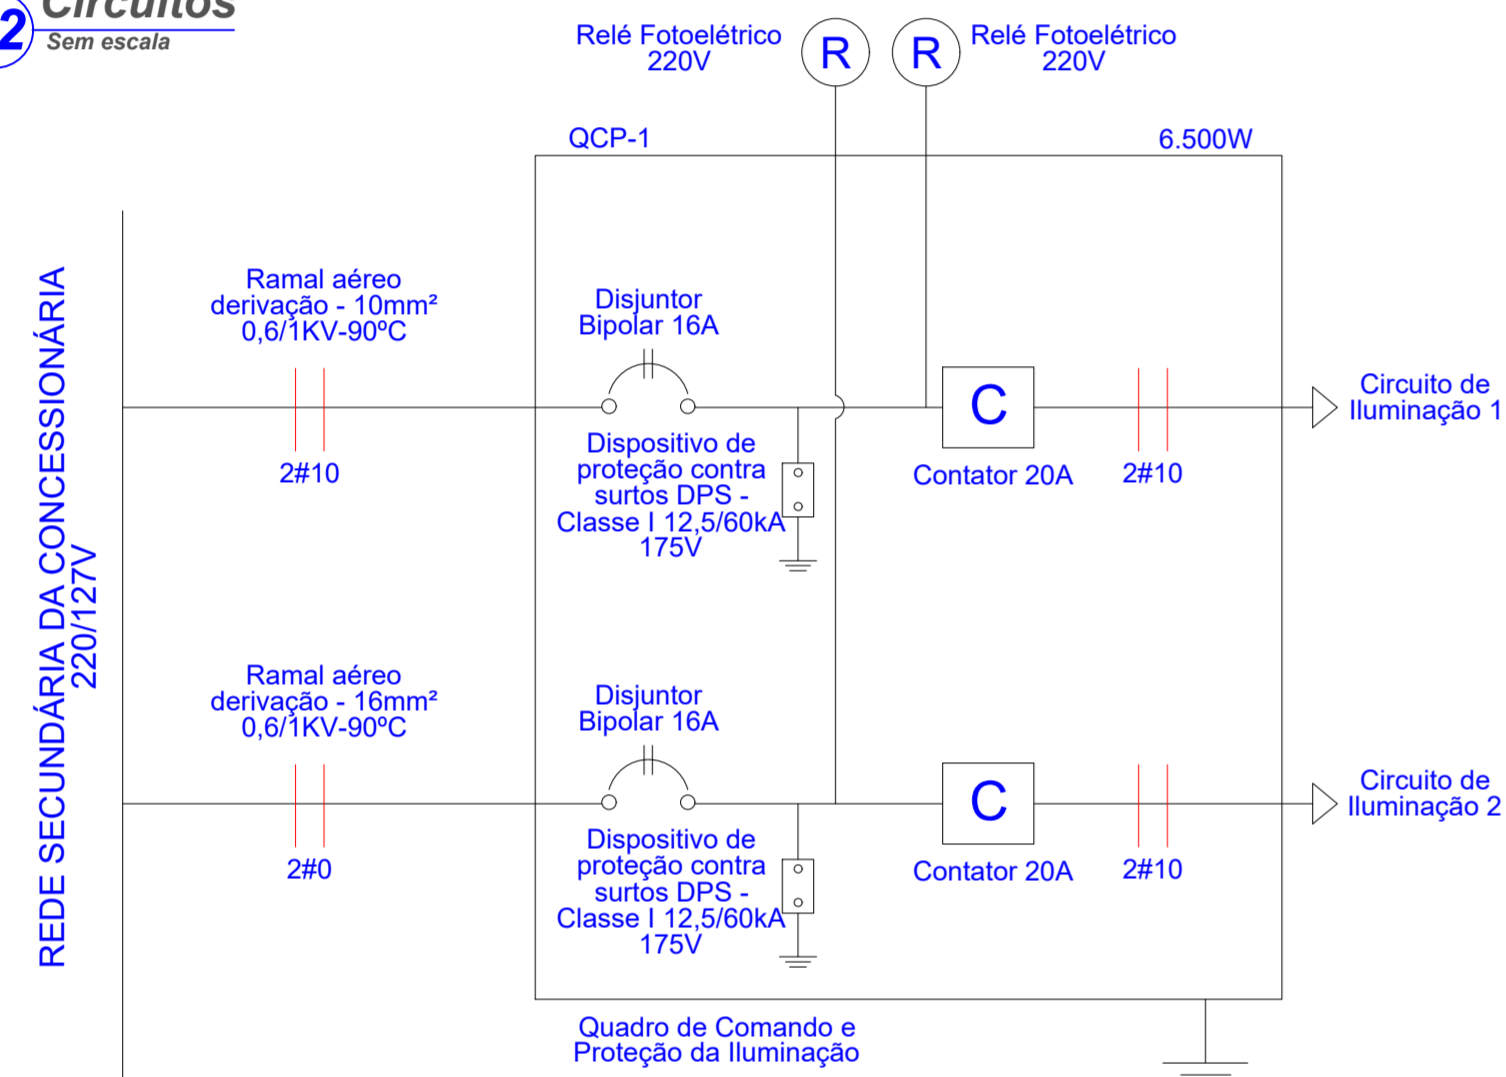 Circuitos
2
Sem escala
Relé Fotoelétrico
220V
R
R
Relé Fotoelétrico
220V
QCP-1
6.500W
REDE SECUNDÁRIA DA CONCESSIONÁRIA
220/127V
Ramal aéreo
derivação - 10mm²
0,6/1KV-90ºC
2#10
Disjuntor
Bipolar 16A
Dispositivo de
proteção contra
surtos DPS -
Classe I 12,5/60kA
175V
C
Contator 20A
2#10
Circuito de
Iluminação 1
Ramal aéreo
derivação - 16mm²
0,6/1KV-90ºC
2#0
Disjuntor
Bipolar 16A
Dispositivo de
proteção contra
surtos DPS -
Classe I 12,5/60kA
175V
C
Contator 20A
2#10
Circuito de
Iluminação 2
Quadro de Comando e
Proteção da Iluminação